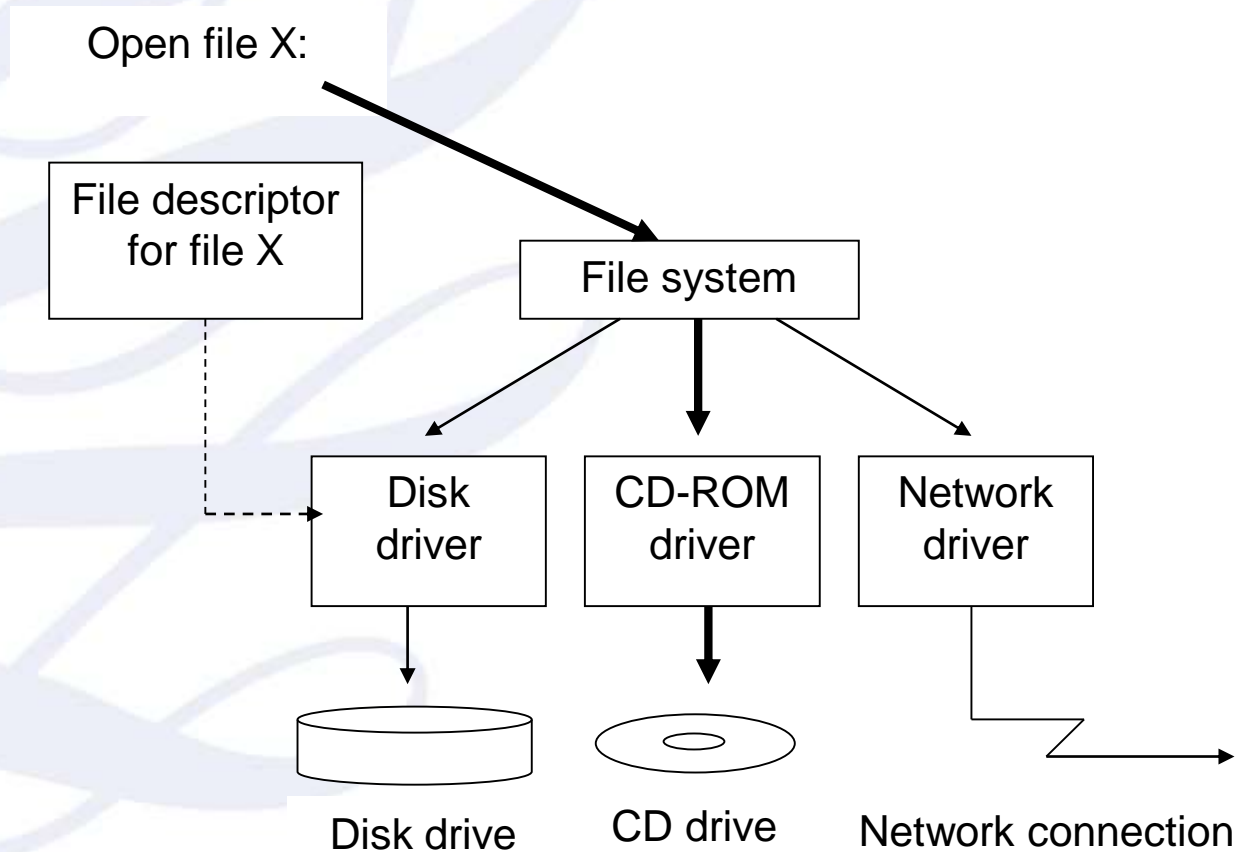 Open file X:
File descriptor
for file X
File system
Disk
driver
CD-ROM
driver
Network
driver
Disk drive
CD drive
Network connection